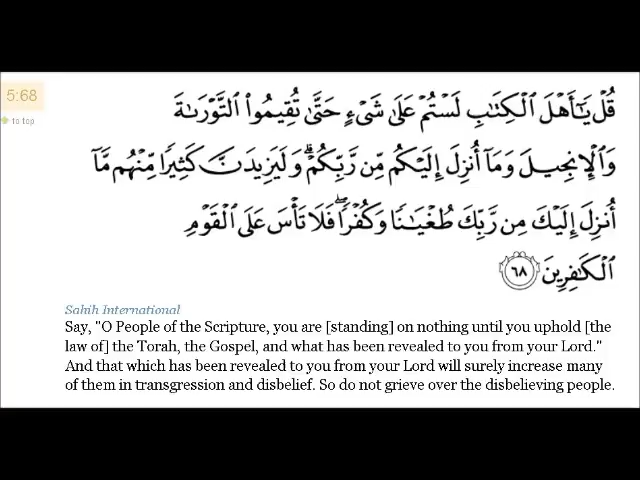 5:68
to top
قُلْ يَـٰٓأَهْلَ ٱلْكِتَـٰبِ لَسْتُمْ عَلَىٰ شَىْءٍ حَتَّىٰ تُقِيمُوا۟ ٱلتَّوْرَىٰةَ
وَٱلْإِنجِيلَ وَمَآ أُنزِلَ إِلَيْكُم مِّن رَّبِّكُمْ ۗ وَلَيَزِيدَنَّ كَثِيرًا مِّنْهُم مَّآ
أُنزِلَ إِلَيْكَ مِن رَّبِّكَ طُغْيَـٰنًا وَكُفْرًا ۖ فَلَا تَأْسَ عَلَى ٱلْقَوْمِ
ٱلْكَـٰفِرِينَ ٦٨
Sahih International
Say, "O People of the Scripture, you are [standing] on nothing until you uphold [the
law of] the Torah, the Gospel, and what has been revealed to you from your Lord."
And that which has been revealed to you from your Lord will surely increase many
of them in transgression and disbelief. So do not grieve over the disbelieving people.